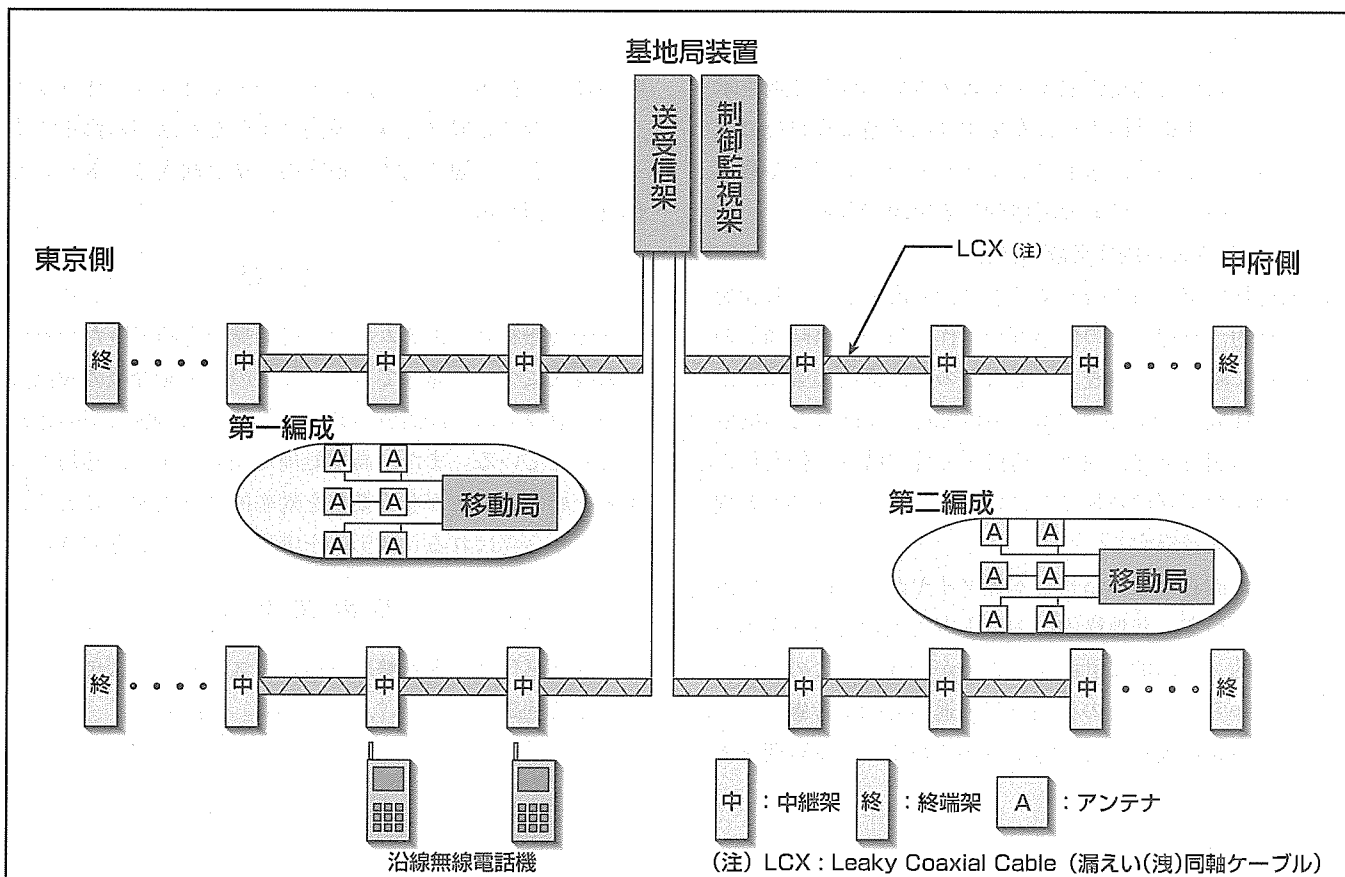 基地局装置
送受信架
制御監視架
東京側
LCX (注)
甲府側
終 中 中 中 中 中 中 終
第一編成
A A
A A
A A
移動局
第二編成
A A
A A
A A
移動局
終 中 中 中 中 中 中 終
中 : 中継架 終 : 終端架 A : アンテナ
沿線無線電話機
(注) LCX : Leaky Coaxial Cable (漏えい(洩)同軸ケーブル)